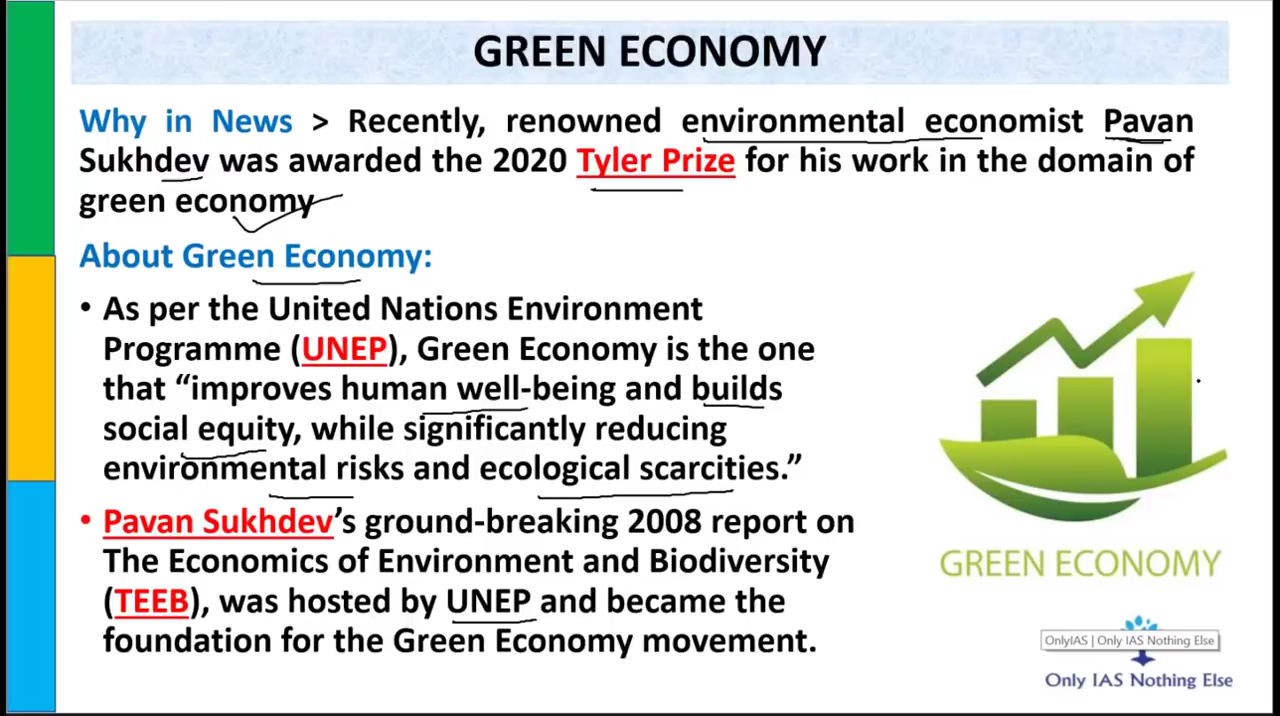 GREEN ECONOMY
Why in News > Recently, renowned environmental economist Pavan
Sukhdev was awarded the 2020 Tyler Prize for his work in the domain of
green economy
About Green Economy:
• As per the United Nations Environment
Programme (UNEP), Green Economy is the one
that “improves human well-being and builds
social equity, while significantly reducing
environmental risks and ecological scarcities.”
• Pavan Sukhdev’s ground-breaking 2008 report on
The Economics of Environment and Biodiversity
(TEEB), was hosted by UNEP and became the
foundation for the Green Economy movement.
GREEN ECONOMY
OnlyIAS | Only IAS Nothing Else
Only IAS Nothing Else